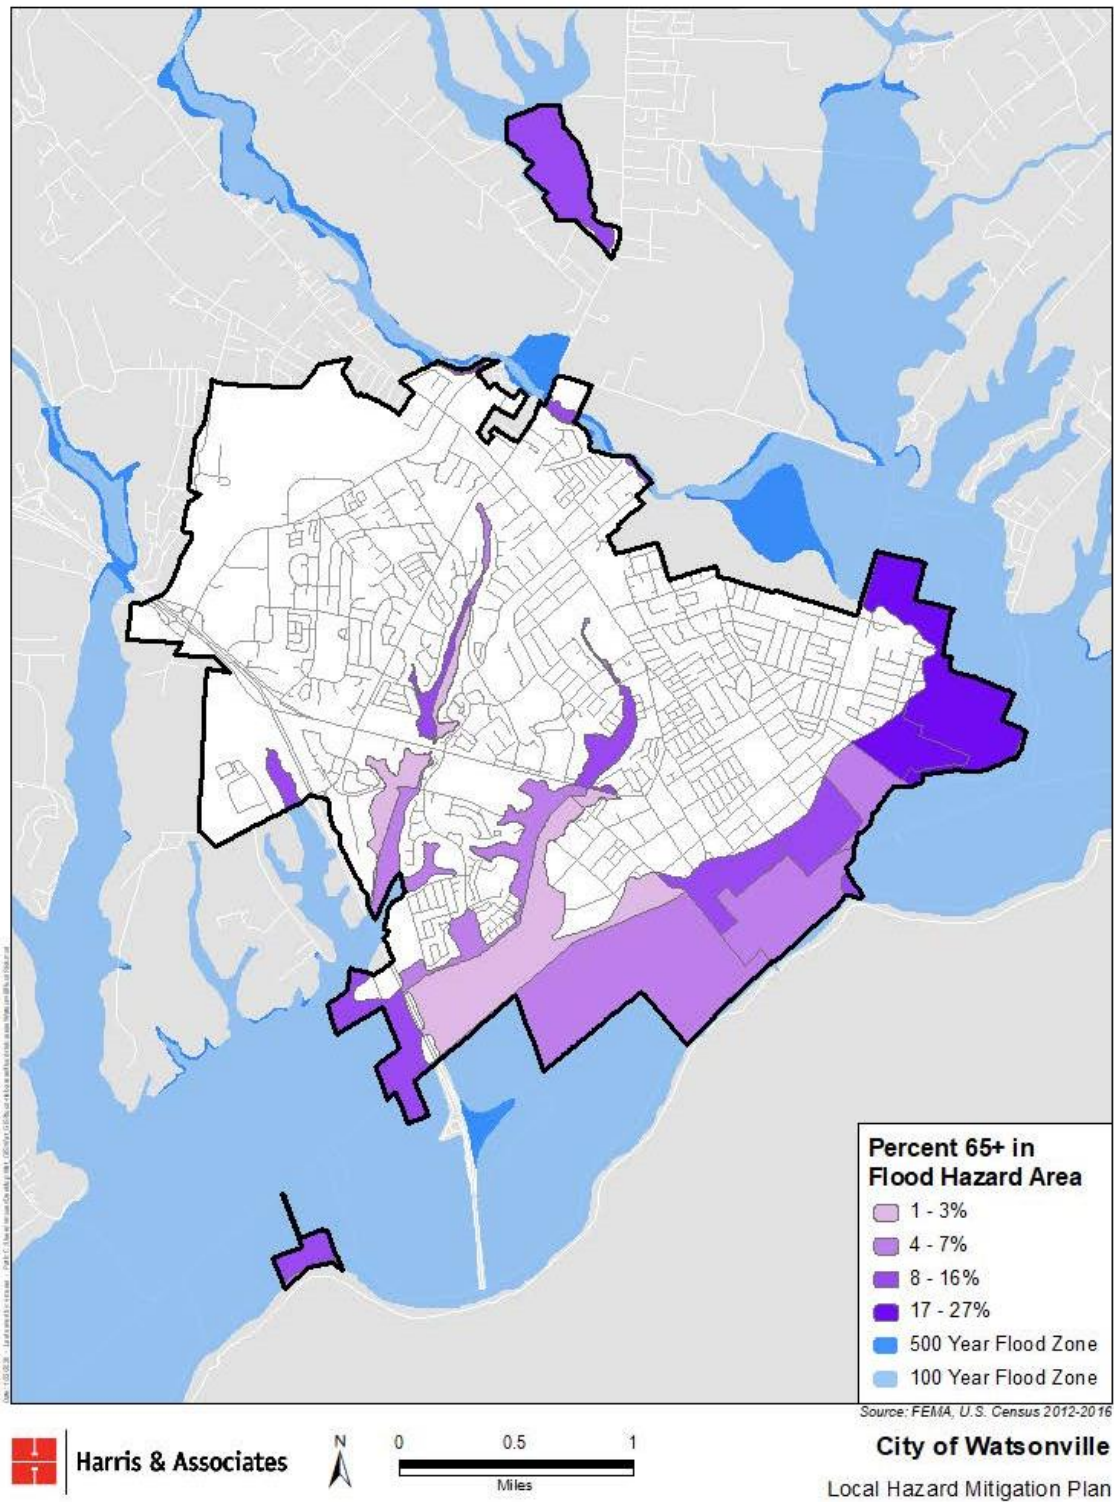 Percent 65+ in
Flood Hazard Area
1 - 3%
4 - 7%
8 - 16%
17 - 27%
500 Year Flood Zone
100 Year Flood Zone
Source: FEMA, U.S. Census 2012-2016
Harris & Associates
N
0 0.5 1
Miles
City of Watsonville
Local Hazard Mitigation Plan